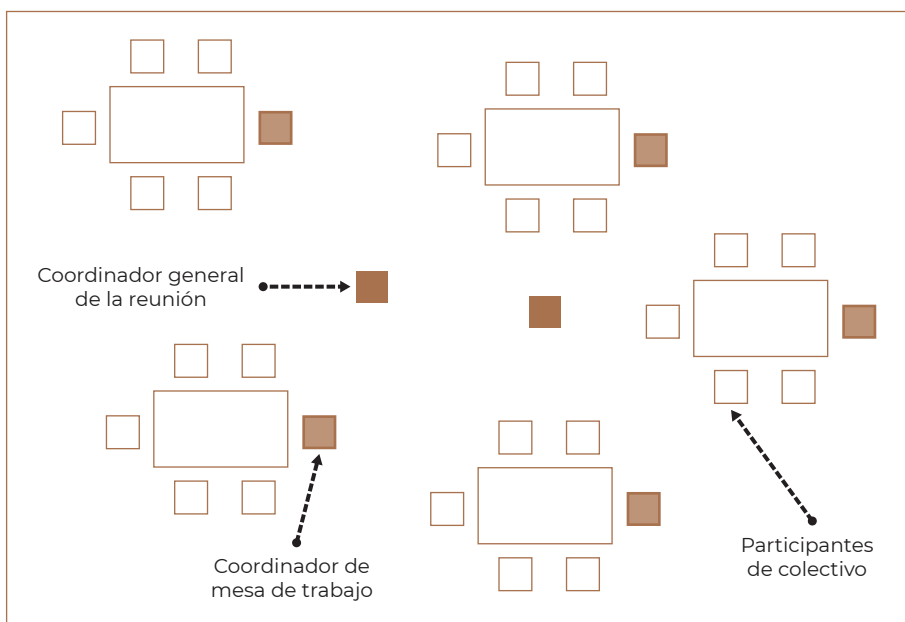 Coordinador general
de la reunión
Coordinador de
mesa de trabajo
Participantes
de colectivo